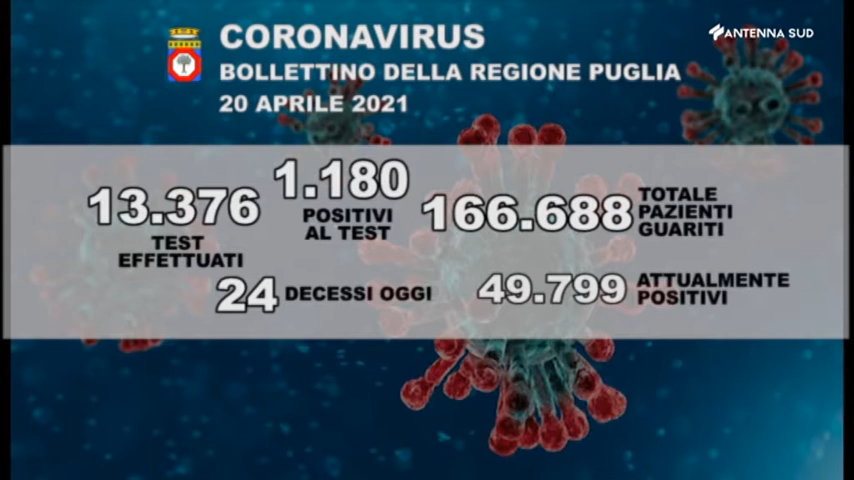 CORONAVIRUS
BOLLETTINO DELLA REGIONE PUGLIA
20 APRILE 2021
ANTENNA SUD
13.376
TEST
EFFETTUATI
1.180
POSITIVI
AL TEST
166.688
TOTALE
PAZIENTI
GUARITI
24
DECESSI OGGI
49.799
ATTUALMENTE
POSITIVI